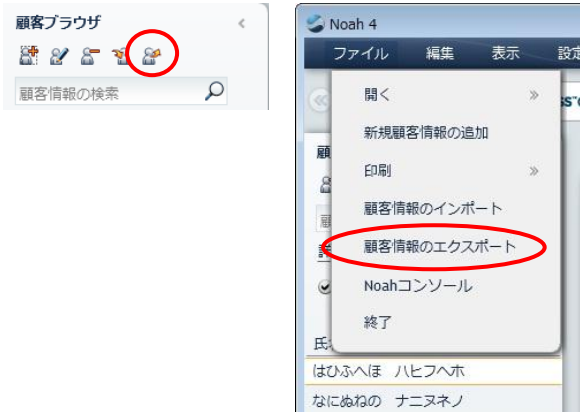 顧客ブラウザ
顧客情報の検索
Noah 4
ファイル 編集 表示 設定
開く
新規顧客情報の追加
印刷
顧客情報のインポート
顧客情報のエクスポート
Noahコンソール
終了
はひふへほ ハヒフヘホ
なにぬねの ナニヌネノ